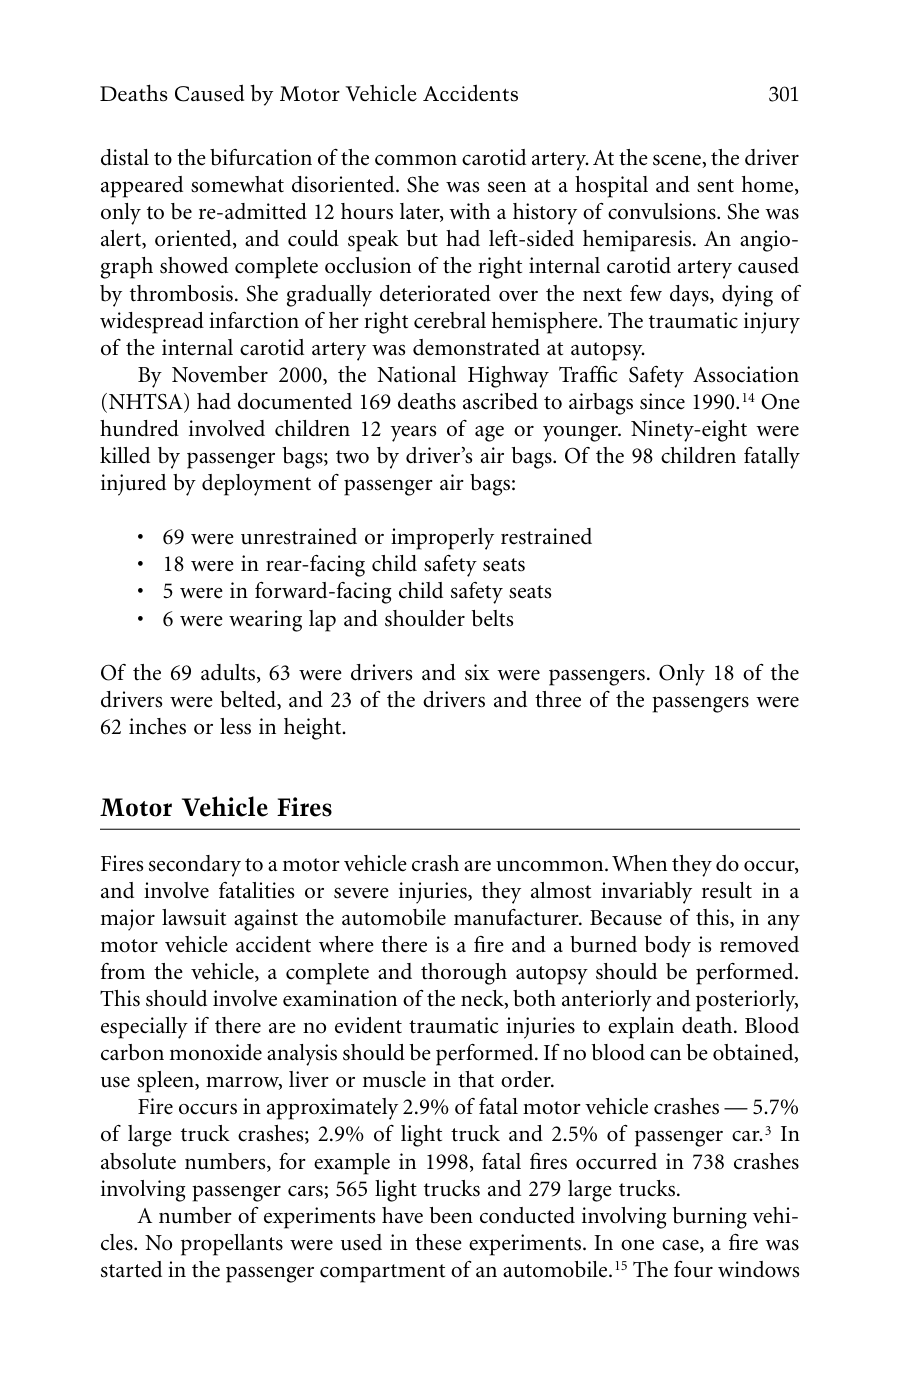 Deaths Caused by Motor Vehicle Accidents 301
distal to the bifurcation of the common carotid artery. At the scene, the driver
appeared somewhat disoriented. She was seen at a hospital and sent home,
only to be re-admitted 12 hours later, with a history of convulsions. She was
alert, oriented, and could speak but had left-sided hemiparesis. An angio-
graph showed complete occlusion of the right internal carotid artery caused
by thrombosis. She gradually deteriorated over the next few days, dying of
widespread infarction of her right cerebral hemisphere. The traumatic injury
of the internal carotid artery was demonstrated at autopsy.
By November 2000, the National Highway Traffic Safety Association
(NHTSA) had documented 169 deaths ascribed to airbags since 1990.¹⁴ One
hundred involved children 12 years of age or younger. Ninety-eight were
killed by passenger bags; two by driver’s air bags. Of the 98 children fatally
injured by deployment of passenger air bags:
• 69 were unrestrained or improperly restrained
• 18 were in rear-facing child safety seats
• 5 were in forward-facing child safety seats
• 6 were wearing lap and shoulder belts
Of the 69 adults, 63 were drivers and six were passengers. Only 18 of the
drivers were belted, and 23 of the drivers and three of the passengers were
62 inches or less in height.
Motor Vehicle Fires
Fires secondary to a motor vehicle crash are uncommon. When they do occur,
and involve fatalities or severe injuries, they almost invariably result in a
major lawsuit against the automobile manufacturer. Because of this, in any
motor vehicle accident where there is a fire and a burned body is removed
from the vehicle, a complete and thorough autopsy should be performed.
This should involve examination of the neck, both anteriorly and posteriorly,
especially if there are no evident traumatic injuries to explain death. Blood
carbon monoxide analysis should be performed. If no blood can be obtained,
use spleen, marrow, liver or muscle in that order.
Fire occurs in approximately 2.9% of fatal motor vehicle crashes — 5.7%
of large truck crashes; 2.9% of light truck and 2.5% of passenger car.³ In
absolute numbers, for example in 1998, fatal fires occurred in 738 crashes
involving passenger cars; 565 light trucks and 279 large trucks.
A number of experiments have been conducted involving burning vehi-
cles. No propellants were used in these experiments. In one case, a fire was
started in the passenger compartment of an automobile.¹⁵ The four windows